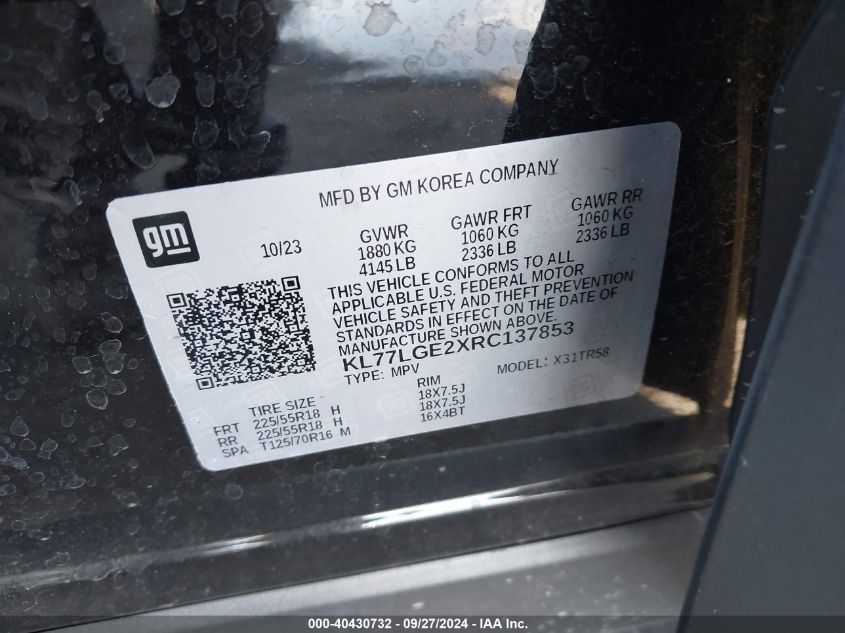 MFD BY GM KOREA COMPANY
gm
10/23
GVWR
1880 KG
4145 LB
GAWR FRT
1060 KG
2336 LB
GAWR RR
1060 KG
2336 LB
THIS VEHICLE CONFORMS TO ALL
APPLICABLE U.S. FEDERAL MOTOR
VEHICLE SAFETY AND THEFT PREVENTION
STANDARDS IN EFFECT ON THE DATE OF
MANUFACTURE SHOWN ABOVE.
KL77LGE2XRC137853
TYPE: MPV MODEL: X31TR58
TIRE SIZE RIM
FRT 225/55R18 H 18X7.5J
RR 225/55R18 H 18X7.5J
SPA T125/70R16 M 16X4BT
000-40430732 - 09/27/2024 - IAA Inc.